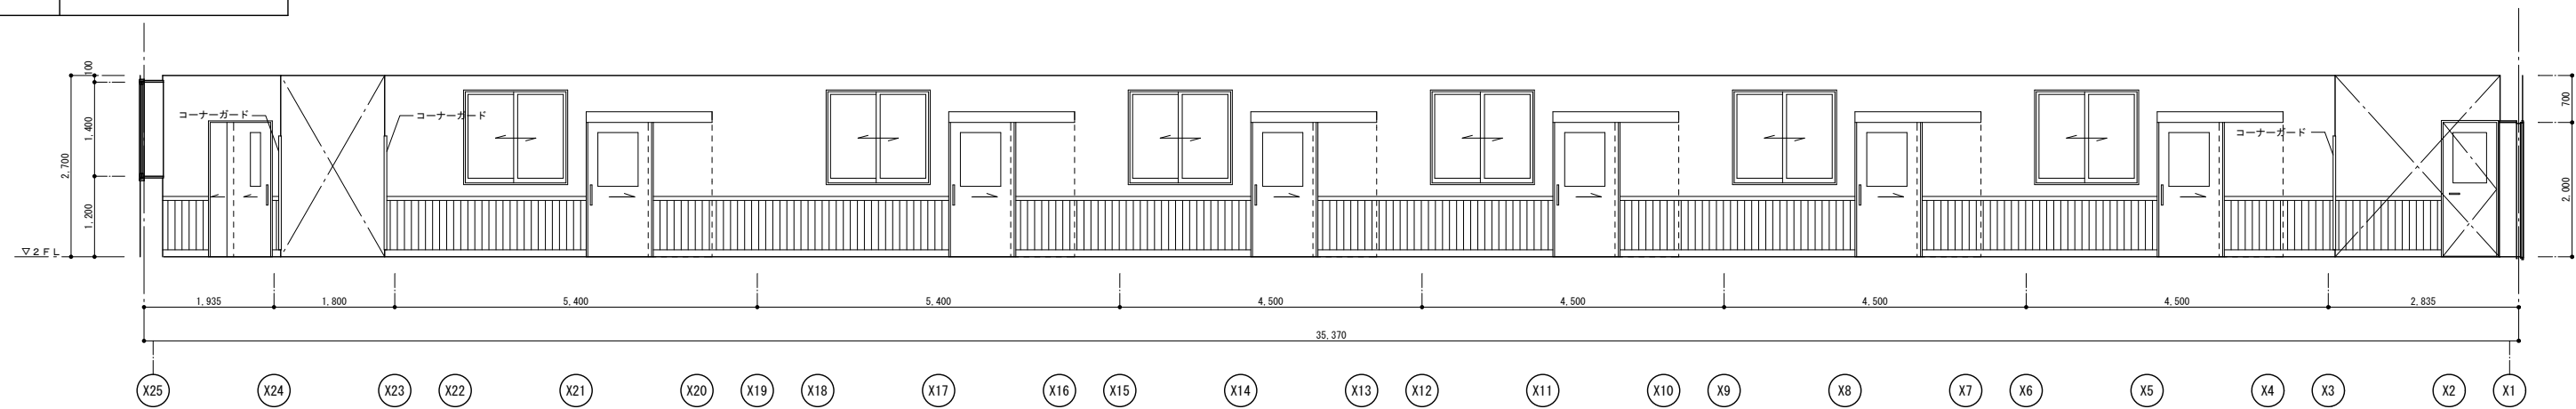 100
1,400
2,700
1,200
▽2FL
コーナーガード
コーナーガード
コーナーガード
700
2,000
1,935
1,800
5,400
5,400
4,500
4,500
4,500
4,500
2,835
35,370
X25
X24
X23
X22
X21
X20
X19
X18
X17
X16
X15
X14
X13
X12
X11
X10
X9
X8
X7
X6
X5
X4
X3
X2
X1